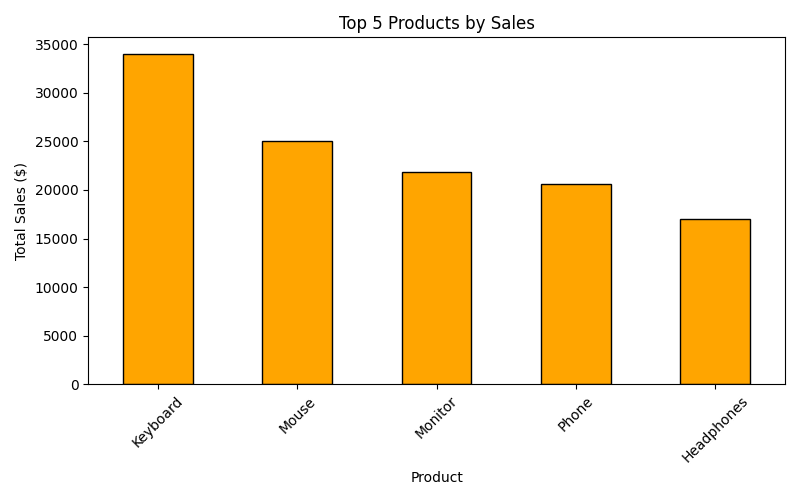 Top 5 Products by Sales
Total Sales ($)
35000
30000
25000
20000
15000
10000
5000
0
Keyboard
Mouse
Monitor
Phone
Headphones
Product